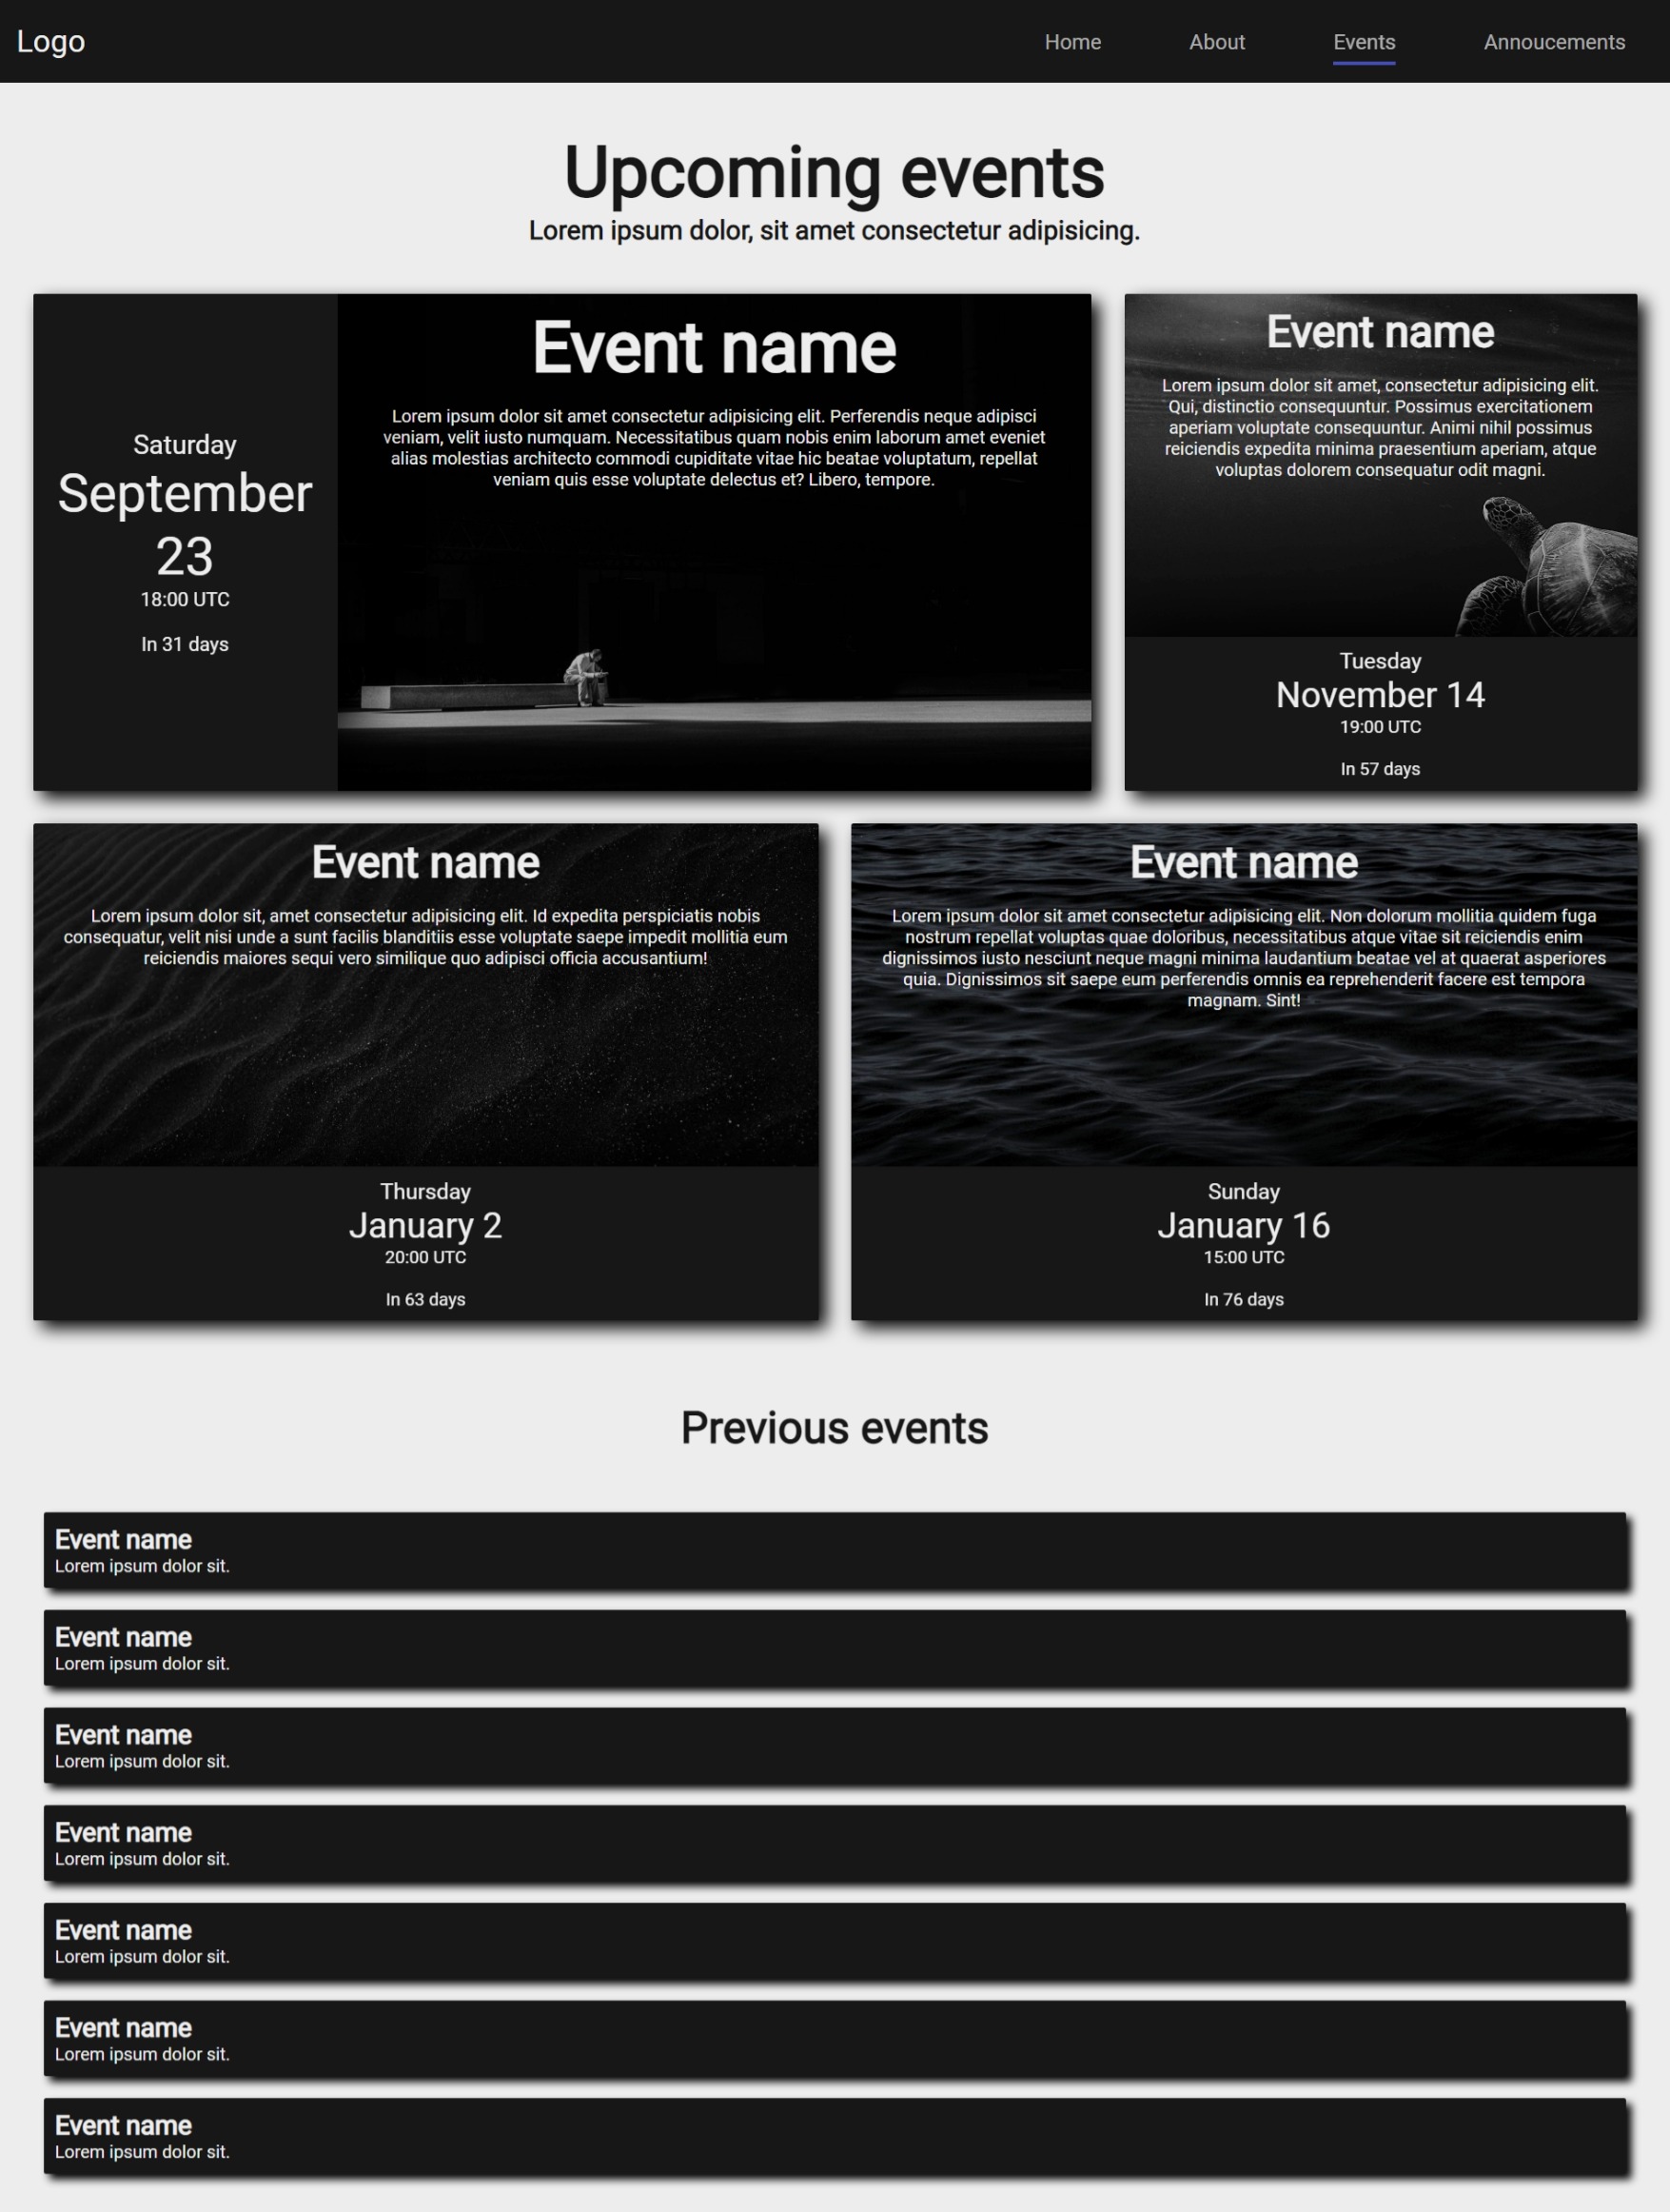 Logo
Home
About
Events
Annoucements
Upcoming events
Lorem ipsum dolor, sit amet consectetur adipisicing.
Saturday
September
23
18:00 UTC
In 31 days
Event name
Lorem ipsum dolor sit amet consectetur adipisicing elit. Perferendis neque adipisci
veniam, velit iusto numquam. Necessitatibus quam nobis enim laborum amet eveniet
alias molestias architecto commodi cupiditate vitae hic beatae voluptatum, repellat
veniam quis esse voluptate delectus et? Libero, tempore.
Event name
Lorem ipsum dolor sit amet, consectetur adipisicing elit.
Qui, distinctio consequuntur. Possimus exercitationem
aperiam voluptate consequuntur. Animi nihil possimus
reiciendis expedita minima praesentium aperiam, atque
voluptas dolorem consequatur odit magni.
Tuesday
November 14
19:00 UTC
In 57 days
Event name
Lorem ipsum dolor sit, amet consectetur adipisicing elit. Id expedita perspiciatis nobis
consequatur, velit nisi unde a sunt facilis blanditiis esse voluptate saepe impedit mollitia eum
reiciendis maiores sequi vero similique quo adipisci officia accusantium!
Thursday
January 2
20:00 UTC
In 63 days
Event name
Lorem ipsum dolor sit amet consectetur adipisicing elit. Non dolorum mollitia quidem fuga
nostrum repellat voluptas quae doloribus, necessitatibus atque vitae sit reiciendis enim
dignissimos iusto nesciunt neque magni minima laudantium beatae vel at quaerat asperiores
quia. Dignissimos sit saepe eum perferendis omnis ea reprehenderit facere est tempora
magnam. Sint!
Sunday
January 16
15:00 UTC
In 76 days
Previous events
Event name
Lorem ipsum dolor sit.
Event name
Lorem ipsum dolor sit.
Event name
Lorem ipsum dolor sit.
Event name
Lorem ipsum dolor sit.
Event name
Lorem ipsum dolor sit.
Event name
Lorem ipsum dolor sit.
Event name
Lorem ipsum dolor sit.